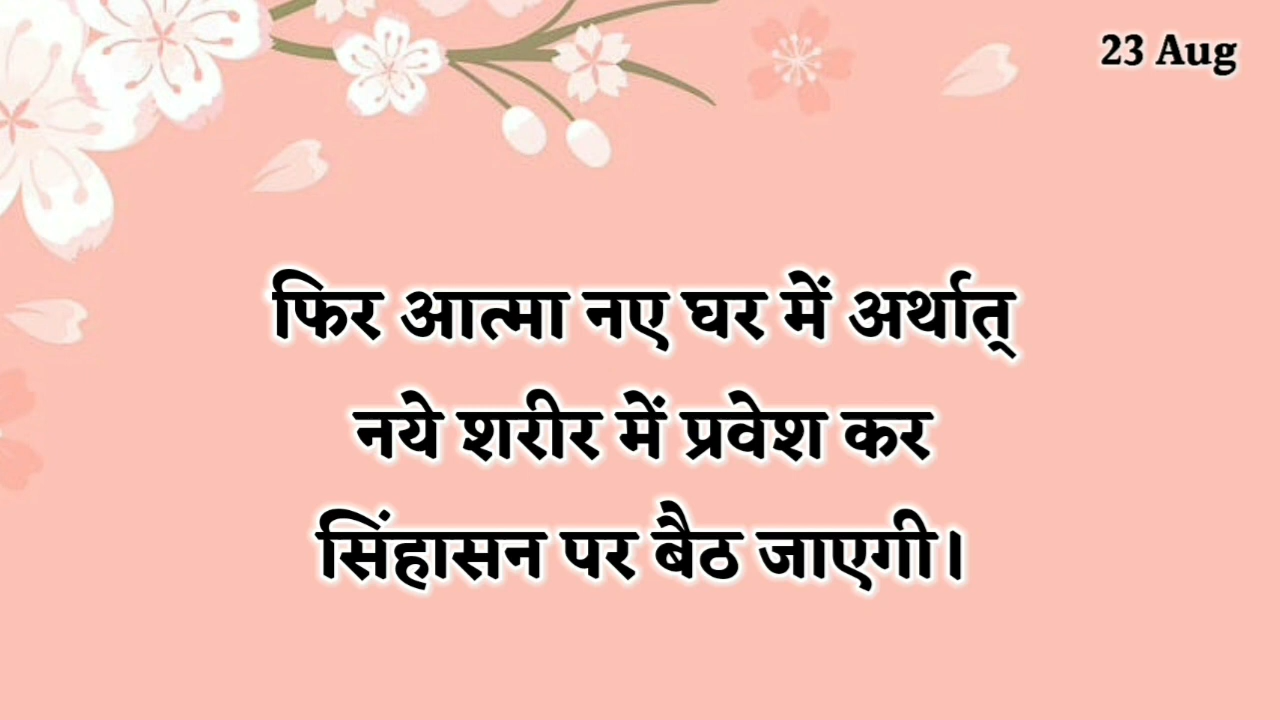 23 Aug
फिर आत्मा नए घर में अर्थात्
नये शरीर में प्रवेश कर
सिंहासन पर बैठ जाएगी।